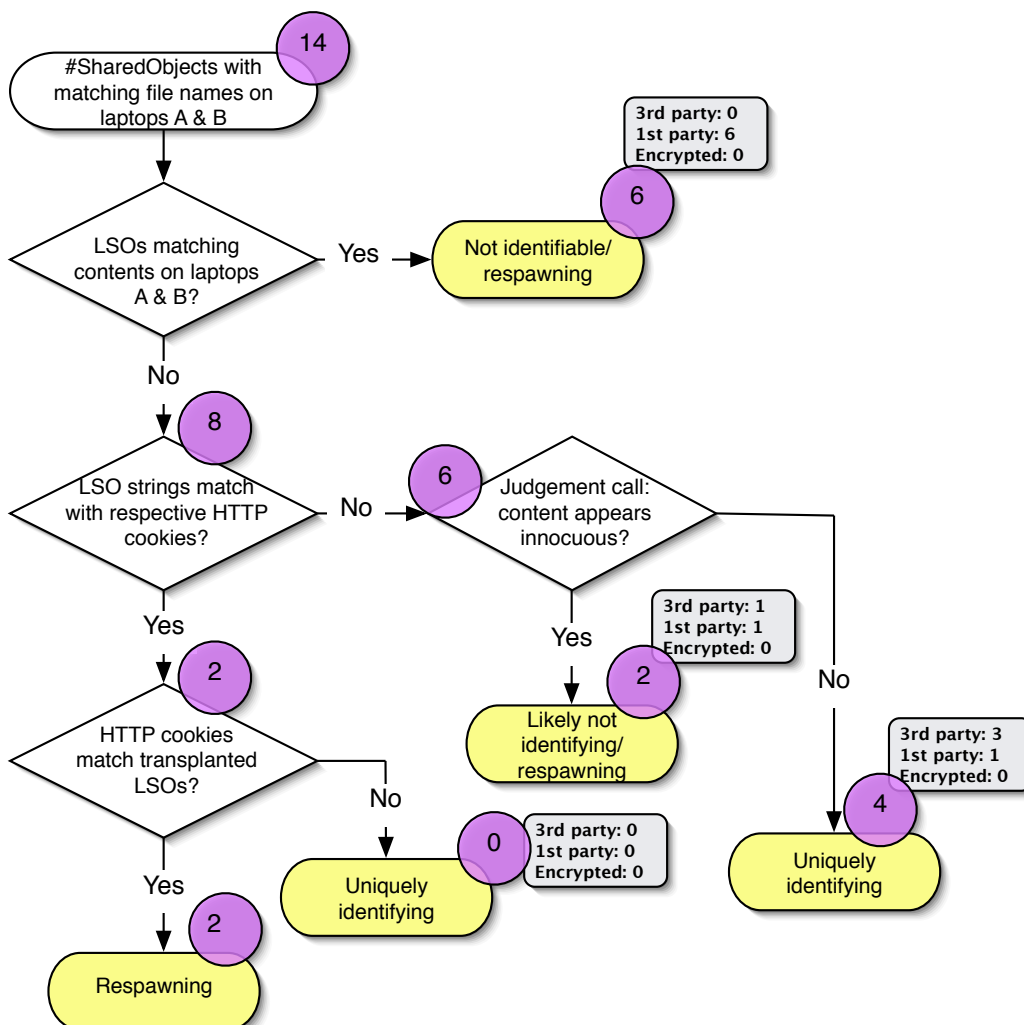 14
#SharedObjects with
matching file names on
laptops A & B
3rd party: 0
1st party: 6
Encrypted: 0
6
LSOs matching
contents on laptops
A & B?
Yes
Not identifiable/
respawning
No
8
LSO strings match
with respective HTTP
cookies?
No
6
Judgement call:
content appears
innocuous?
Yes
3rd party: 1
1st party: 1
Encrypted: 0
2
Likely not
identifying/
respawning
No
3rd party: 3
1st party: 1
Encrypted: 0
4
Uniquely
identifying
Yes
2
HTTP cookies
match transplanted
LSOs?
No
0
3rd party: 0
1st party: 0
Encrypted: 0
Uniquely
identifying
Yes
2
Respawning